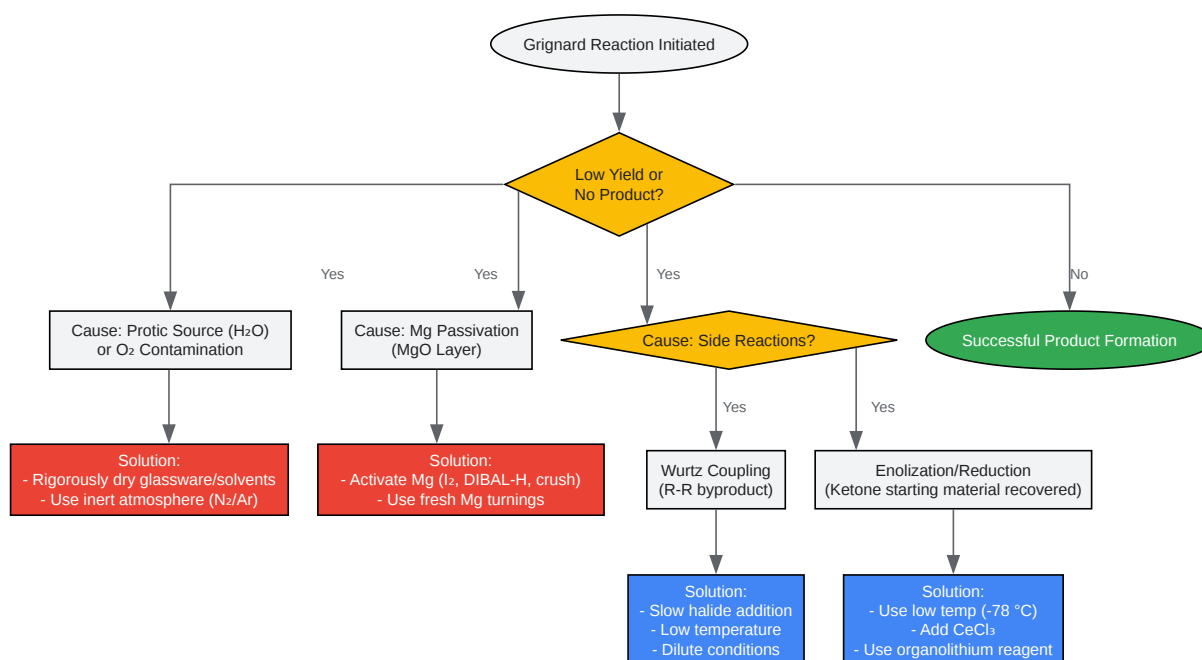 Grignard Reaction Initiated
Low Yield or
No Product?
Yes
Yes
Yes
No
Cause: Protic Source (H₂O)
or O₂ Contamination
Cause: Mg Passivation
(MgO Layer)
Cause: Side Reactions?
Successful Product Formation
Yes
Yes
Solution:
- Rigorously dry glassware/solvents
- Use inert atmosphere (N₂/Ar)
Solution:
- Activate Mg (I₂, DIBAL-H, crush)
- Use fresh Mg turnings
Wurtz Coupling
(R-R byproduct)
Enolization/Reduction
(Ketone starting material recovered)
Solution:
- Slow halide addition
- Low temperature
- Dilute conditions
Solution:
- Use low temp (-78 °C)
- Add CeCl₃
- Use organolithium reagent